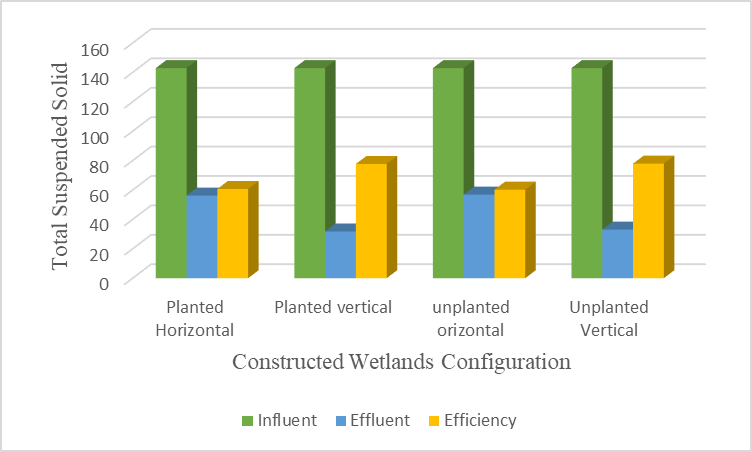 Total Suspended Solid
160
140
120
100
80
60
40
20
0
Planted
Horizontal
Planted vertical
unplanted
orizontal
Unplanted
Vertical
Constructed Wetlands Configuration
Influent
Effluent
Efficiency